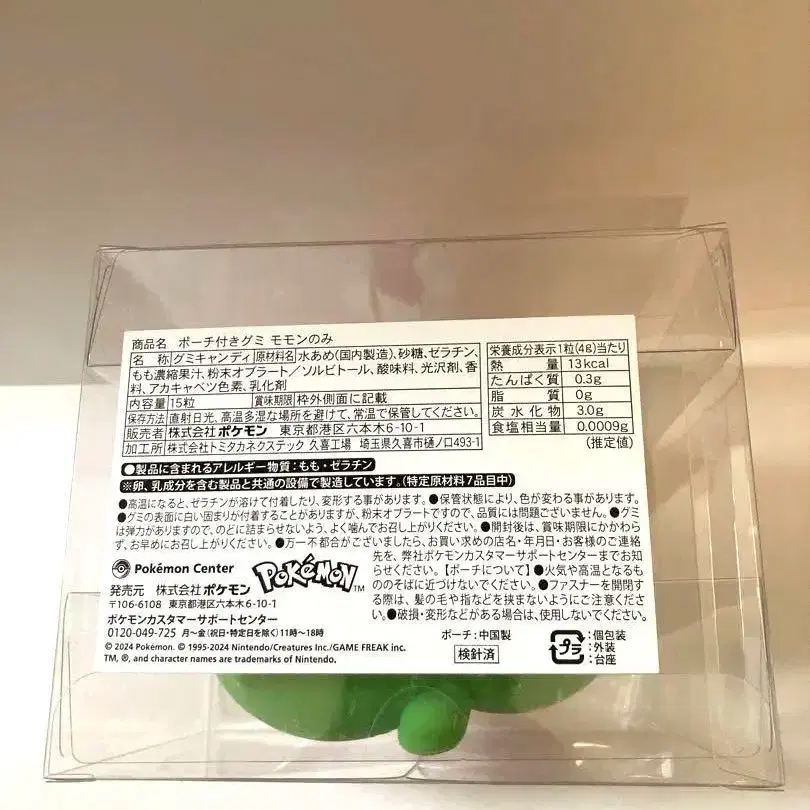 商品名 ポーチ付きグミ モモンのみ
名 称 グミキャンディ 原材料名 水あめ(国内製造)、砂糖、ゼラチン、
もも濃縮果汁、粉末オブラート/ソルビトール、酸味料、光沢剤、香
料、アカキャベツ色素、乳化剤
内容量 15粒 賞味期限 枠外側面に記載
保存方法 直射日光、高温多湿な場所を避けて、常温で保管してください。
販売者 株式会社ポケモン 東京都港区六本木6-10-1
加工所 株式会社トミタカネクステック 久喜工場 埼玉県久喜市樋ノ口493-1
栄養成分表示1粒(4g)当たり
熱 量 13kcal
たんぱく質 0.3g
脂 質 0g
炭水化物 3.0g
食塩相当量 0.0009g
(推定値)
●製品に含まれるアレルギー物質:もも・ゼラチン
※卵、乳成分を含む製品と共通の設備で製造しています。(特定原材料7品目中)
●高温になると、ゼラチンが溶けて付着したり、変形する事があります。●保管状態により、色が変わる事があります。
●グミの表面に白い固まりが付着することがありますが、粉末オブラートですので、品質には問題ございません。●グミ
は弾力がありますので、のどに詰まらせないよう、よく噛んでお召し上がりください。●開封後は、賞味期限にかかわら
ず、お早めにお召し上がりください。●万一不都合がございましたら、お買い求めの店名・年月日・お客様のご連絡
先を、弊社ポケモンカスタマーサポートセンターまでお知
らせください。【ポーチについて】●火気や高温となるも
ののそばに近づけないでください。●ファスナーを開閉す
る際は、髪の毛や指などを挟まないようにご注意くださ
い。●破損・変形などがある場合は、使用しないでください。
Pokémon Center
POKéMON™
発売元 株式会社ポケモン
〒106-6108 東京都港区六本木6-10-1
ポケモンカスタマーサポートセンター
0120-049-725 月~金(祝日・特定日を除く)11時~18時
© 2024 Pokémon. © 1995-2024 Nintendo/Creatures Inc./GAME FREAK inc.
TM, ®, and character names are trademarks of Nintendo.
ポーチ:中国製
検針済
プラ
:個包装
:外装
:台座